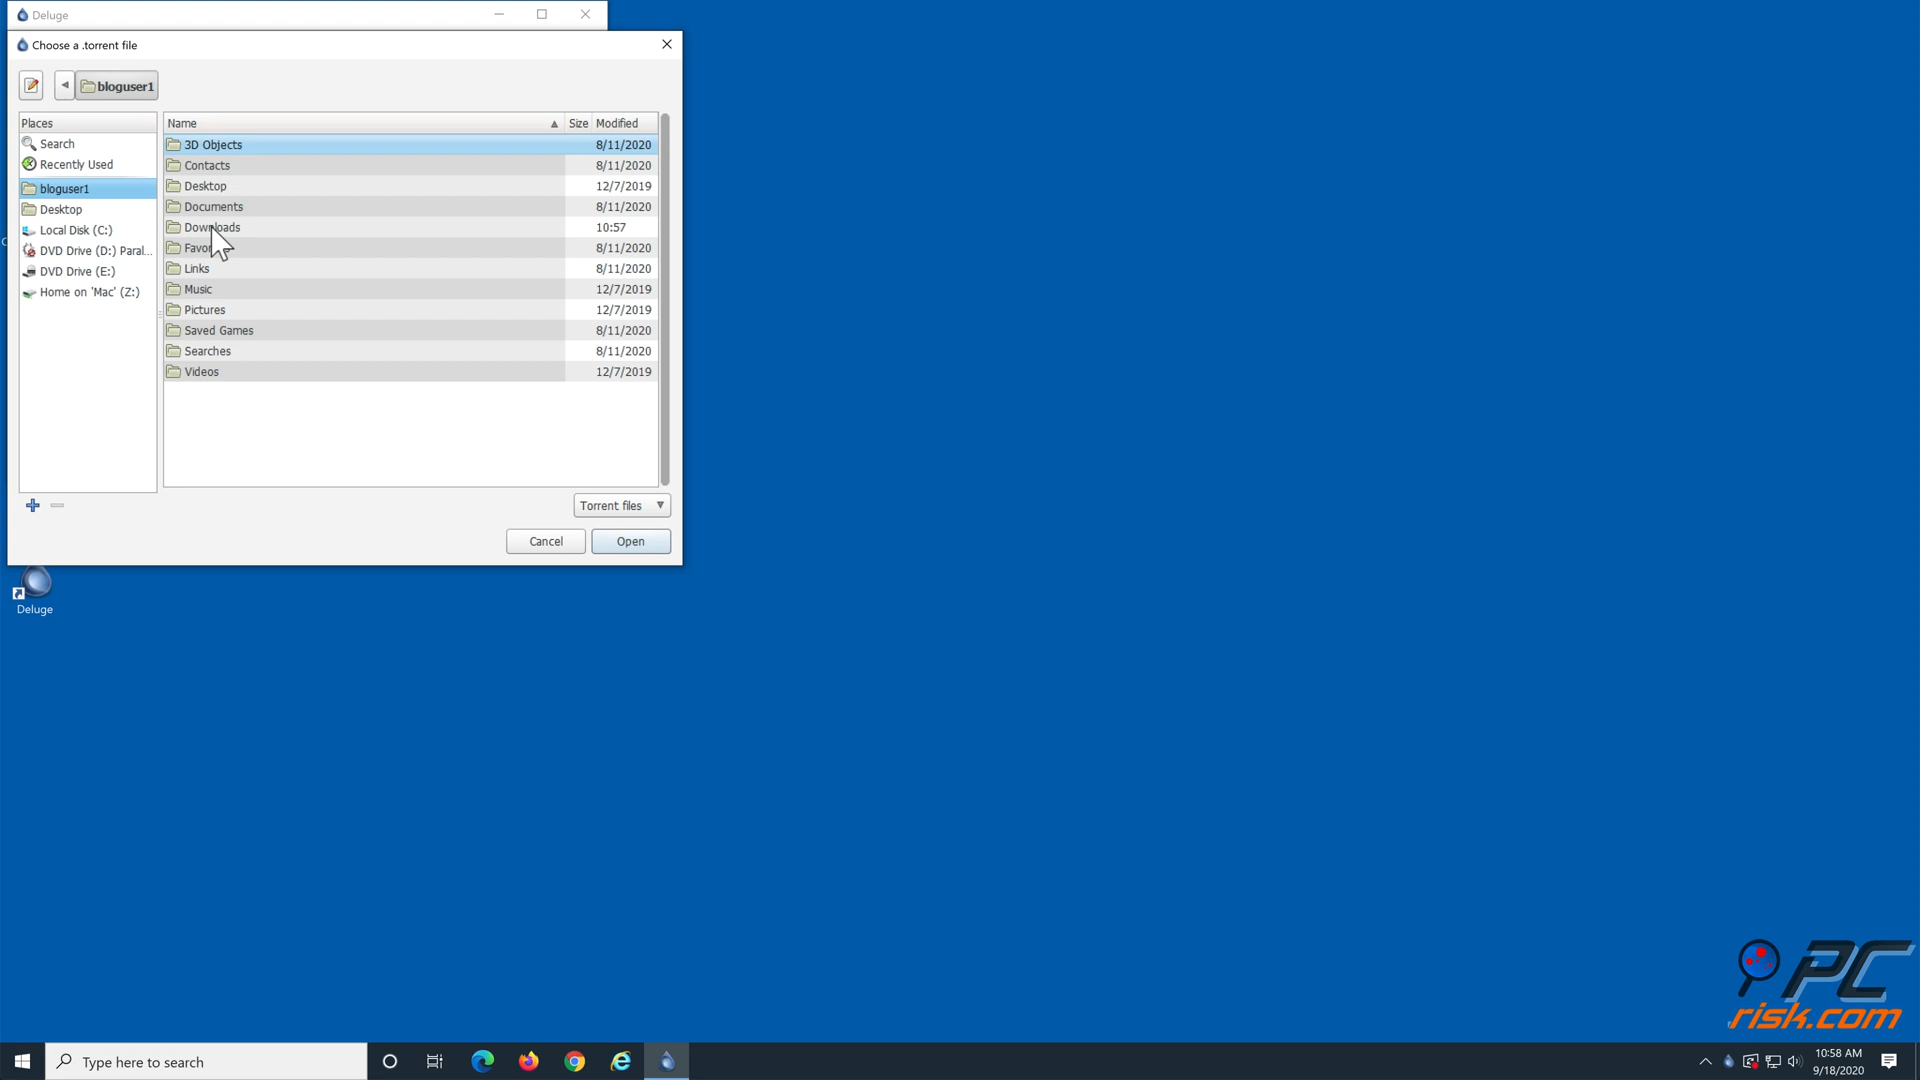 Deluge
Choose a .torrent file
bloguser1
Places
Search
Recently Used
bloguser1
Desktop
Local Disk (C:)
DVD Drive (D:) Paral...
DVD Drive (E:)
Home on 'Mac' (Z:)
Name Size Modified
3D Objects 8/11/2020
Contacts 8/11/2020
Desktop 12/7/2019
Documents 8/11/2020
Downloads 10:57
Favor 8/11/2020
Links 8/11/2020
Music 12/7/2019
Pictures 12/7/2019
Saved Games 8/11/2020
Searches 8/11/2020
Videos 12/7/2019
Torrent files
Cancel Open
Deluge
PC
risk.com
Type here to search
10:58 AM
9/18/2020